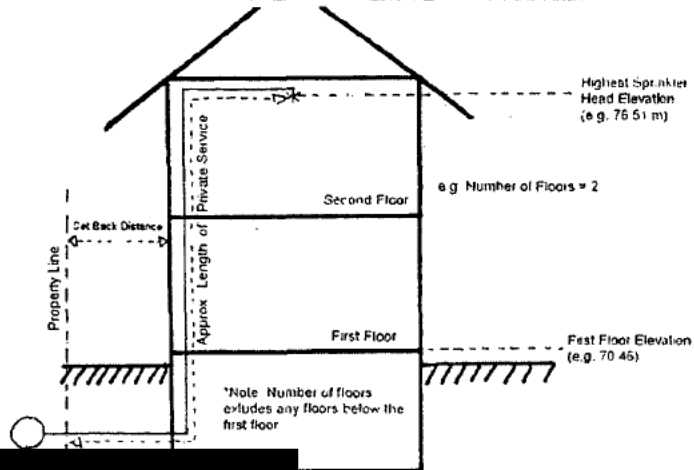 Highest Sprinkler
Head Elevation
(e.g. 76 51 m)
Approx Length of Private Service
e.g Number of Floors = 2
Second Floor
Set Back Distance
Property Line
First Floor
First Floor Elevation
(e.g. 70 46)
*Note Number of floors
exludes any floors below the
first floor